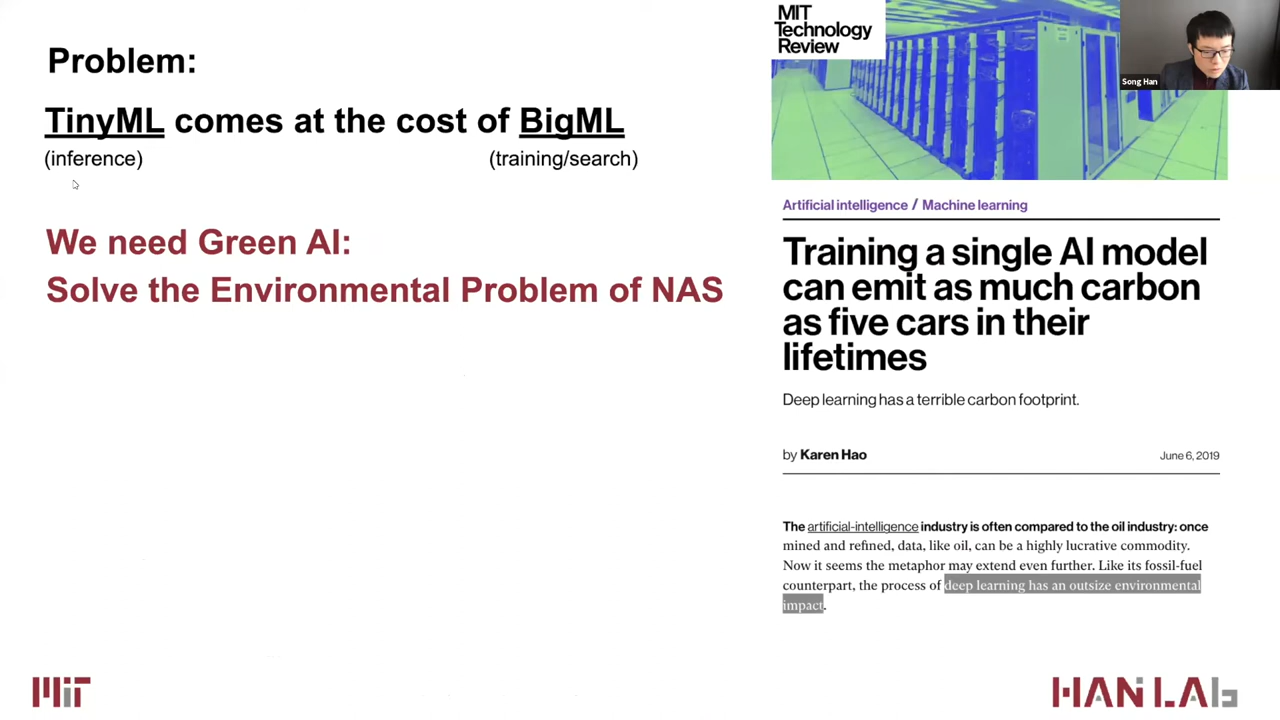 Problem:
TinyML comes at the cost of BigML
(inference) (training/search)
We need Green AI:
Solve the Environmental Problem of NAS
MIT
Technology
Review
Song Han
Artificial intelligence / Machine learning
Training a single AI model
can emit as much carbon
as five cars in their
lifetimes
Deep learning has a terrible carbon footprint.
by Karen Hao June 6, 2019
The artificial-intelligence industry is often compared to the oil industry: once
mined and refined, data, like oil, can be a highly lucrative commodity.
Now it seems the metaphor may extend even further. Like its fossil-fuel
counterpart, the process of deep learning has an outsize environmental
impact.
MIT
HAN LAb